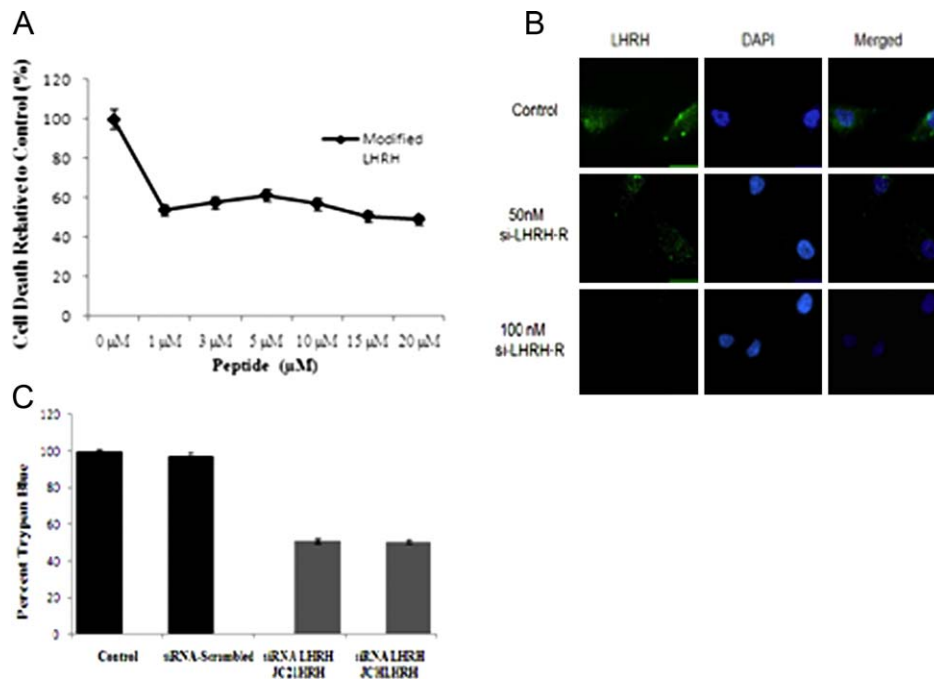 A
Cell Death Relative to Control (%)
120
100
80
60
40
20
0
Modified
LHRH
0 µM 1 µM 3 µM 5 µM 10 µM 15 µM 20 µM
Peptide (µM)
B
LHRH DAPI Merged
Control
50nM
si-LHRH-R
100 nM
si-LHRH-R
C
Percent Trypan Blue
120
100
80
60
40
20
0
Control siRNA-Scrambled siRNA LHRH siRNA LHRH
JC21LHRH